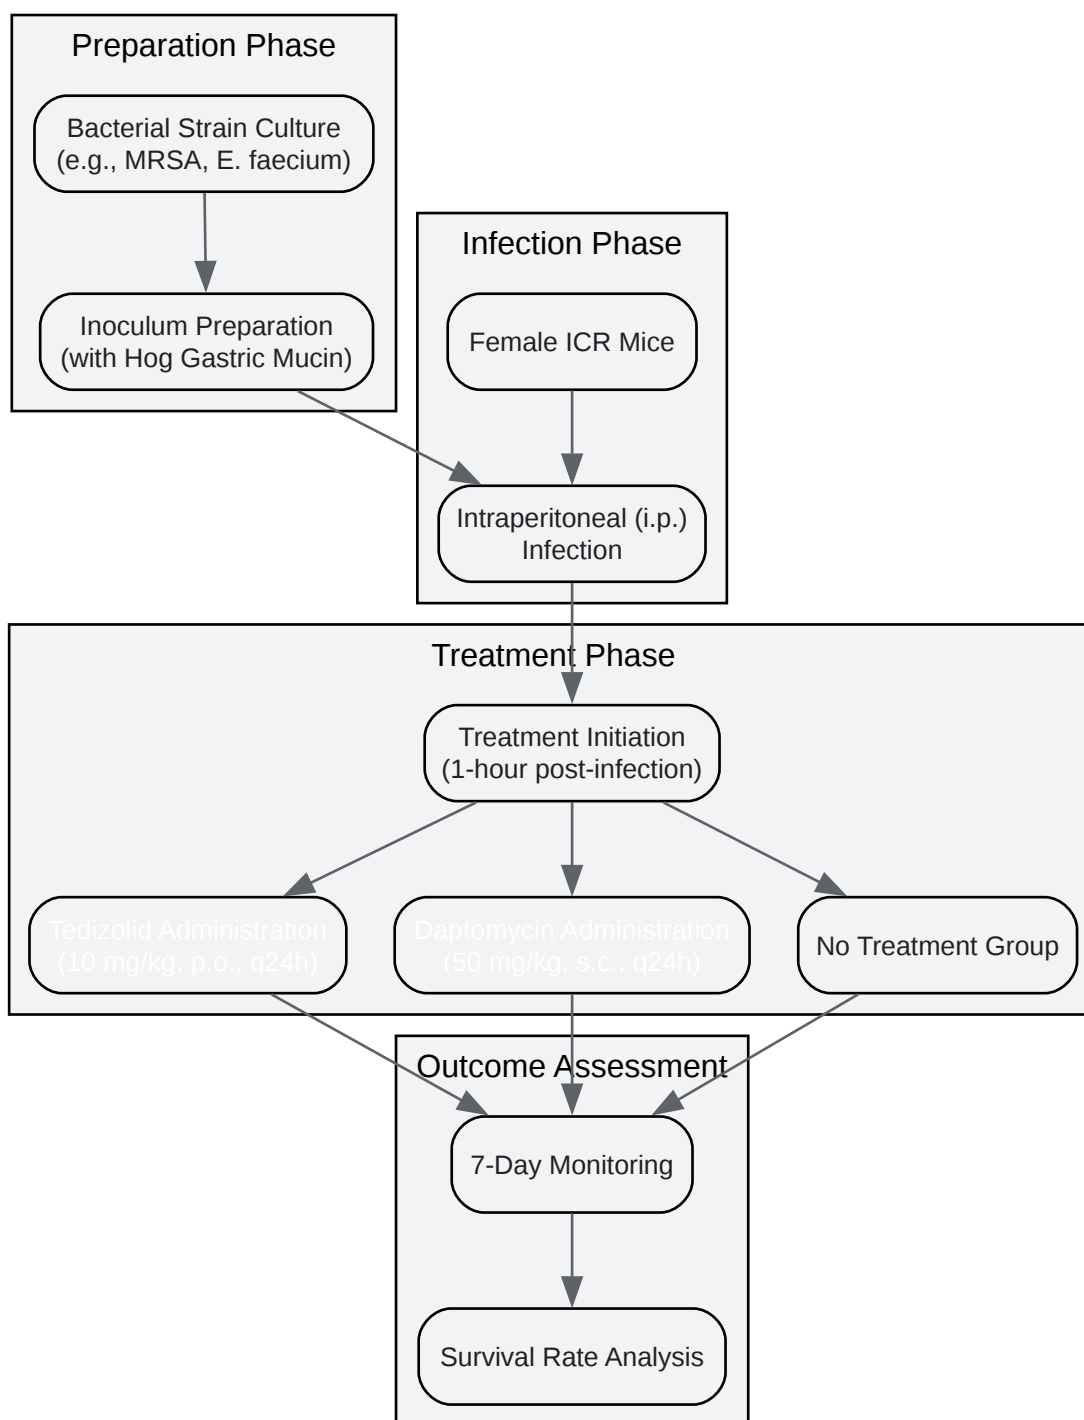 Preparation Phase
Bacterial Strain Culture
(e.g., MRSA, E. faecium)
Inoculum Preparation
(with Hog Gastric Mucin)
Infection Phase
Female ICR Mice
Intraperitoneal (i.p.)
Infection
Treatment Phase
Treatment Initiation
(1-hour post-infection)
Tedizolid Administration
(10 mg/kg, p.o., q24h)
Daptomycin Administration
(50 mg/kg, s.c., q24h)
No Treatment Group
Outcome Assessment
7-Day Monitoring
Survival Rate Analysis